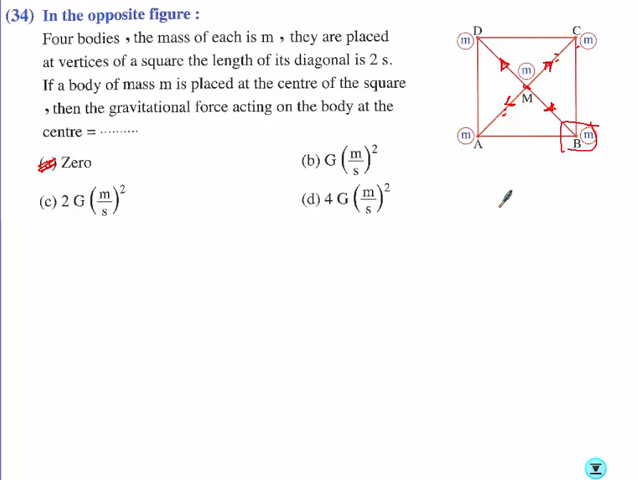 (34) In the opposite figure :
Four bodies , the mass of each is m , they are placed
at vertices of a square the length of its diagonal is 2 s.
If a body of mass m is placed at the centre of the square
, then the gravitational force acting on the body at the
centre = ·········
(a) Zero
(b) G (m/s)²
(c) 2 G (m/s)²
(d) 4 G (m/s)²
D C
m m
m
M
m m
A B